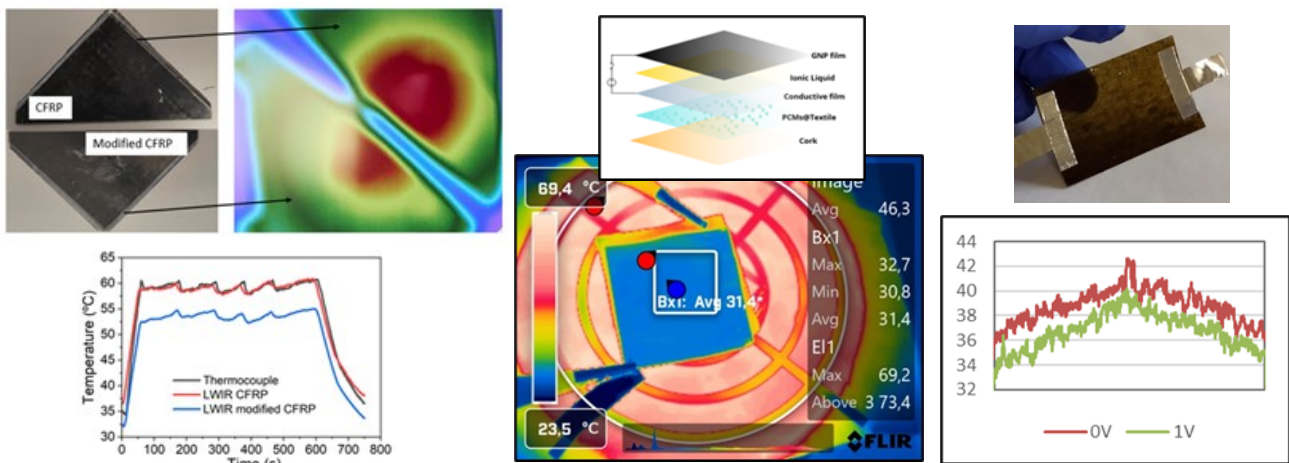 CFRP
Modified CFRP
65
60
55
50
45
40
35
30
Temperature (ºC)
Thermocouple
LWIR CFRP
LWIR modified CFRP
0 100 200 300 400 500 600 700 800
Time (s)
GNP film
Ionic Liquid
Conductive film
PCMs@Textile
Cork
69,4 °C
Image
Avg 46,3
Bx1
Max 32,7
Min 30,8
Avg 31,4
El1
Max 69,2
Above 3 73,4
Bx1: Avg 31.4°
23,5 °C
FLIR
44
42
40
38
36
34
32
0V 1V